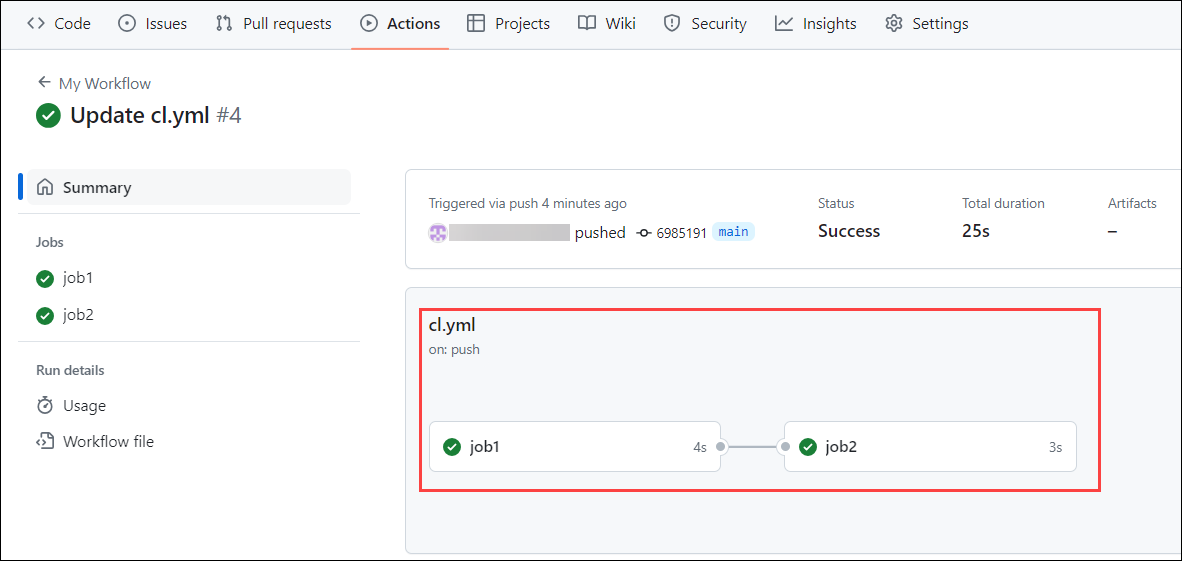 Code Issues Pull requests Actions Projects Wiki Security Insights Settings
My Workflow
Update cl.yml #4
Summary
Jobs
job1
job2
Run details
Usage
Workflow file
Triggered via push 4 minutes ago
pushed 6985191 main
Status
Success
Total duration
25s
Artifacts
–
cl.yml
on: push
job1 4s
job2 3s